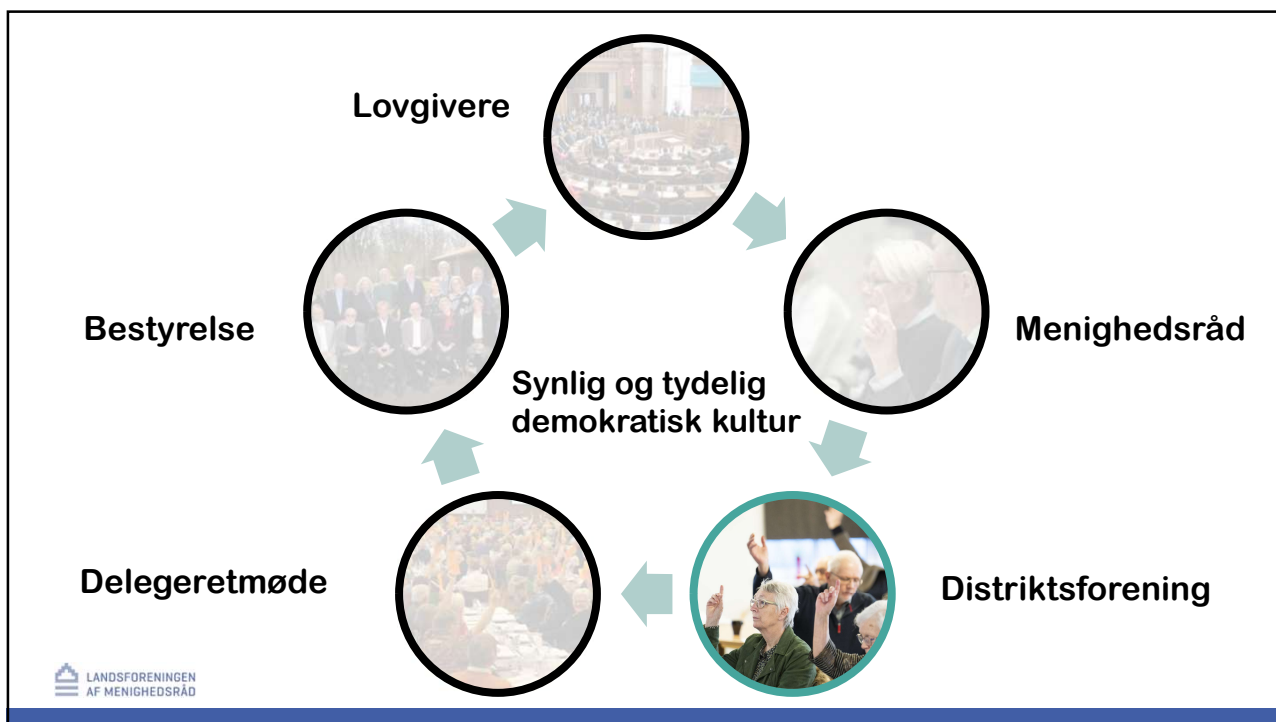 Lovgivere
Bestyrelse
Menighedsråd
Synlig og tydelig
demokratisk kultur
Delegeretmøde
Distriktsforening
LANDSFORENINGEN
AF MENIGHEDSRÅD